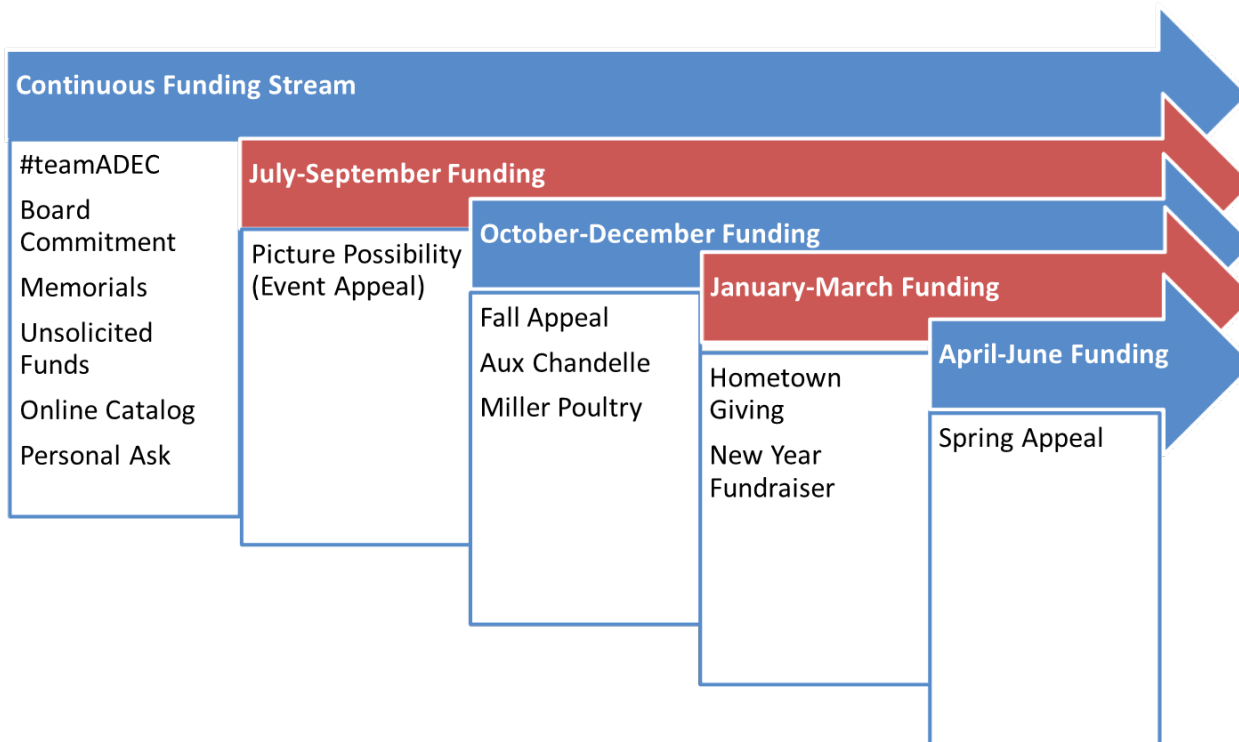 Continuous Funding Stream
#teamADEC
Board
Commitment
Memorials
Unsolicited
Funds
Online Catalog
Personal Ask
July-September Funding
Picture Possibility
(Event Appeal)
October-December Funding
Fall Appeal
Aux Chandelle
Miller Poultry
January-March Funding
Hometown
Giving
New Year
Fundraiser
April-June Funding
Spring Appeal